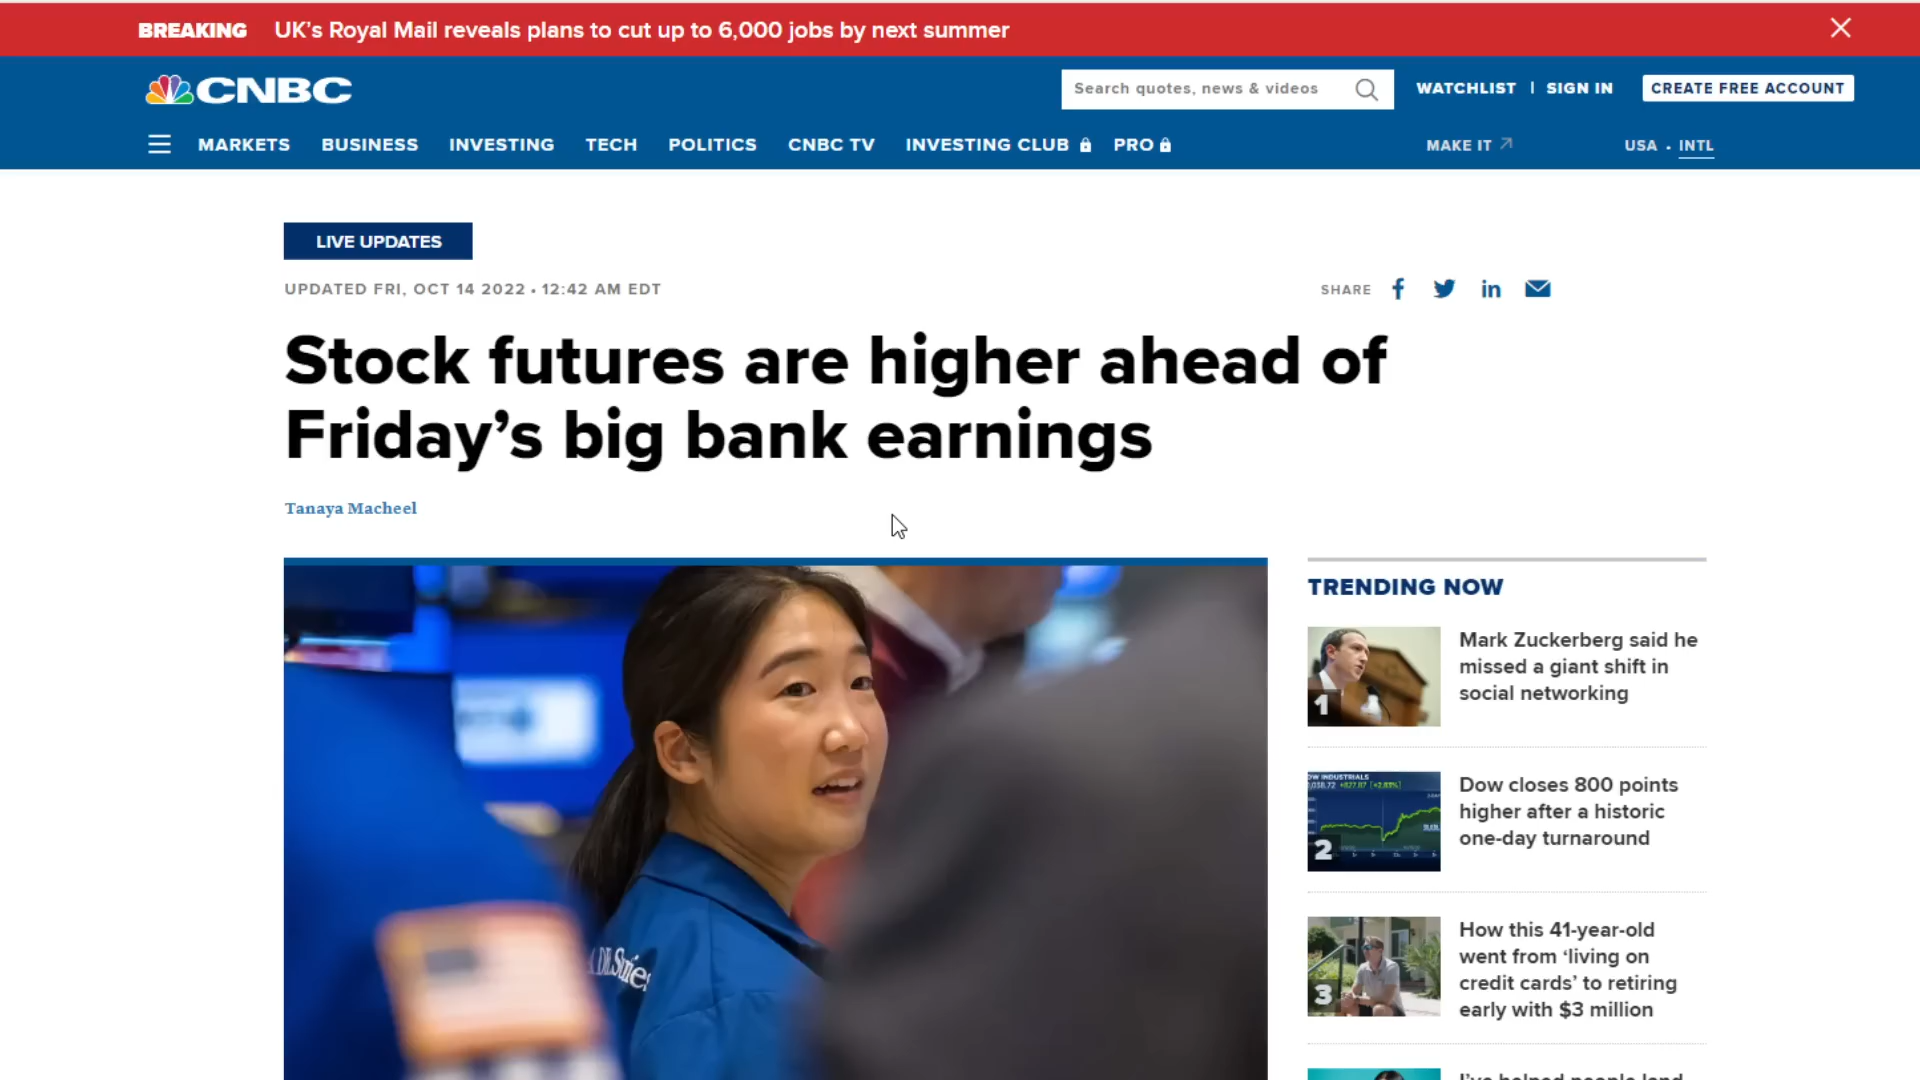 BREAKING UK’s Royal Mail reveals plans to cut up to 6,000 jobs by next summer
CNBC
Search quotes, news & videos
WATCHLIST | SIGN IN
CREATE FREE ACCOUNT
MARKETS BUSINESS INVESTING TECH POLITICS CNBC TV INVESTING CLUB PRO
MAKE IT
USA • INTL
LIVE UPDATES
UPDATED FRI, OCT 14 2022 • 12:42 AM EDT
SHARE
Stock futures are higher ahead of
Friday’s big bank earnings
Tanaya Macheel
TRENDING NOW
1
Mark Zuckerberg said he
missed a giant shift in
social networking
2
Dow closes 800 points
higher after a historic
one-day turnaround
3
How this 41-year-old
went from ‘living on
credit cards’ to retiring
early with $3 million